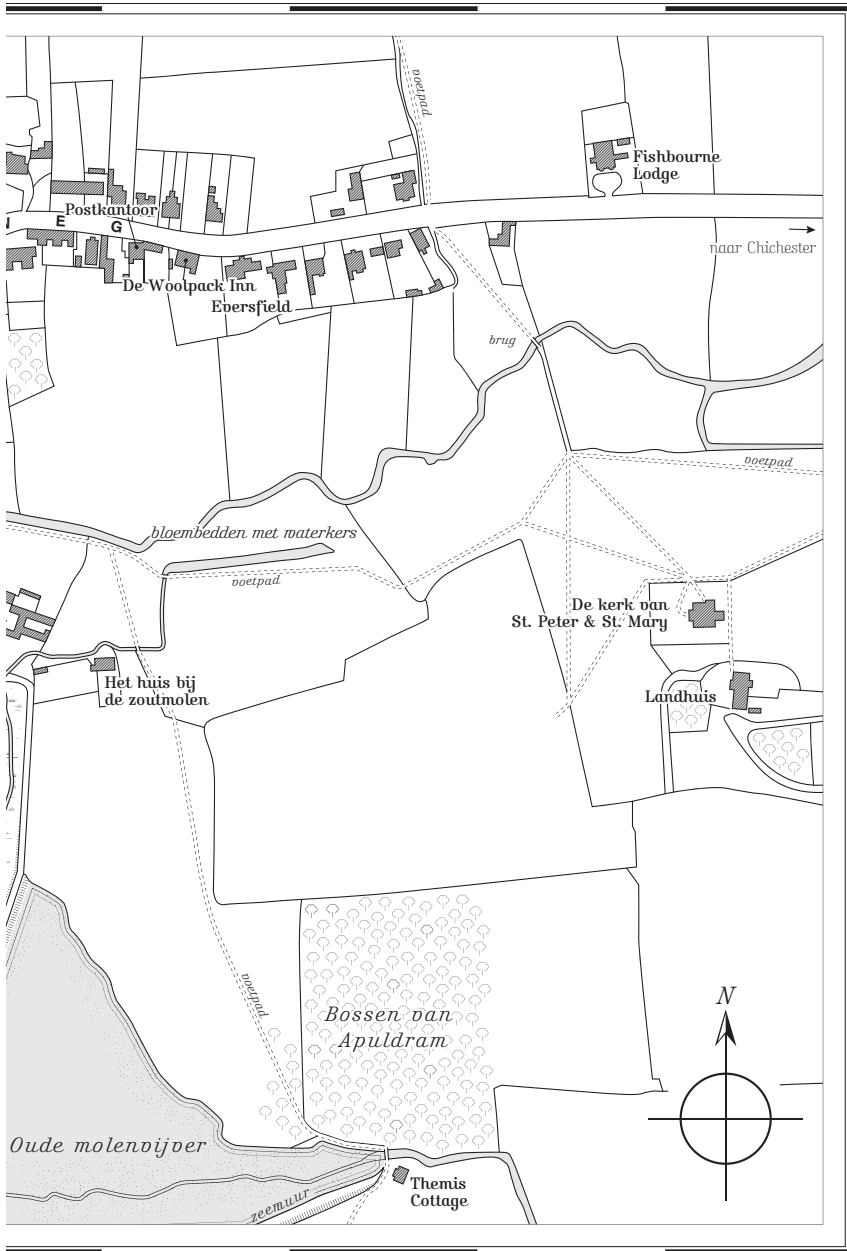 voetpad
Fishbourne
Lodge
Postkantoor
N E G
naar Chichester
De Woolpack Inn
Eversfield
brug
voetpad
bloembedden met waterkers
voetpad
De kerk van
St. Peter & St. Mary
Het huis bij
de zoutmolen
Landhuis
voetpad
N
Bossen van
Apuldram
Oude molenvijver
Themis
Cottage
zeemuur